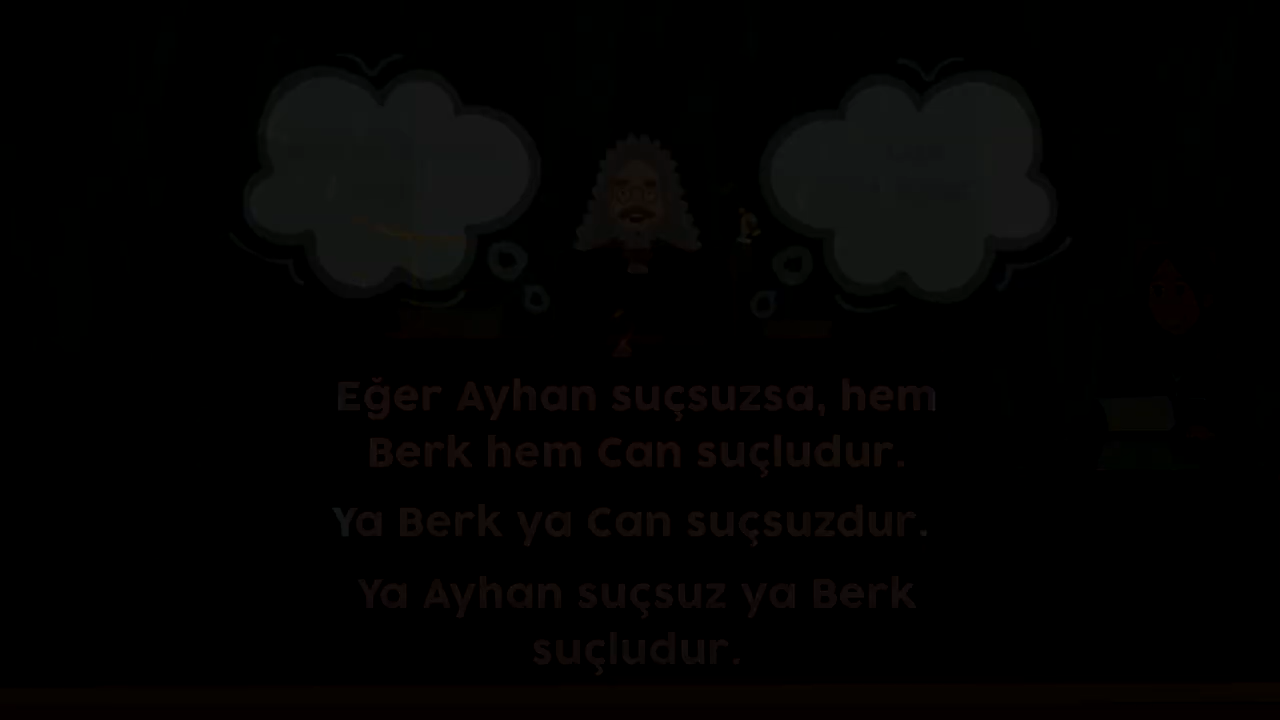 Eğer Ayhan suçsuzsa, hem
Berk hem Can suçludur.
Ya Berk ya Can suçsuzdur.
Ya Ayhan suçsuz ya Berk
suçludur.